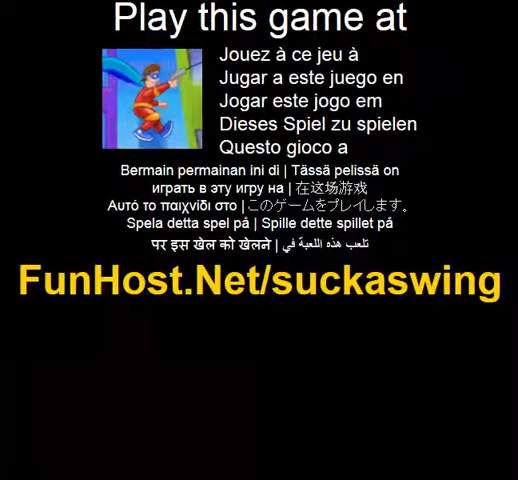 Play this game at
Jouez à ce jeu à
Jugar a este juego en
Jogar este jogo em
Dieses Spiel zu spielen
Questo gioco a
Bermain permainan ini di | Tässä pelissä on
играть в эту игру на | 在这场游戏
Αυτό το παιχνίδι στο | このゲームをプレイします。
Spela detta spel på | Spille dette spillet på
पर इस खेल को खेलने | تلعب هذه اللعبة في
FunHost.Net/suckaswing